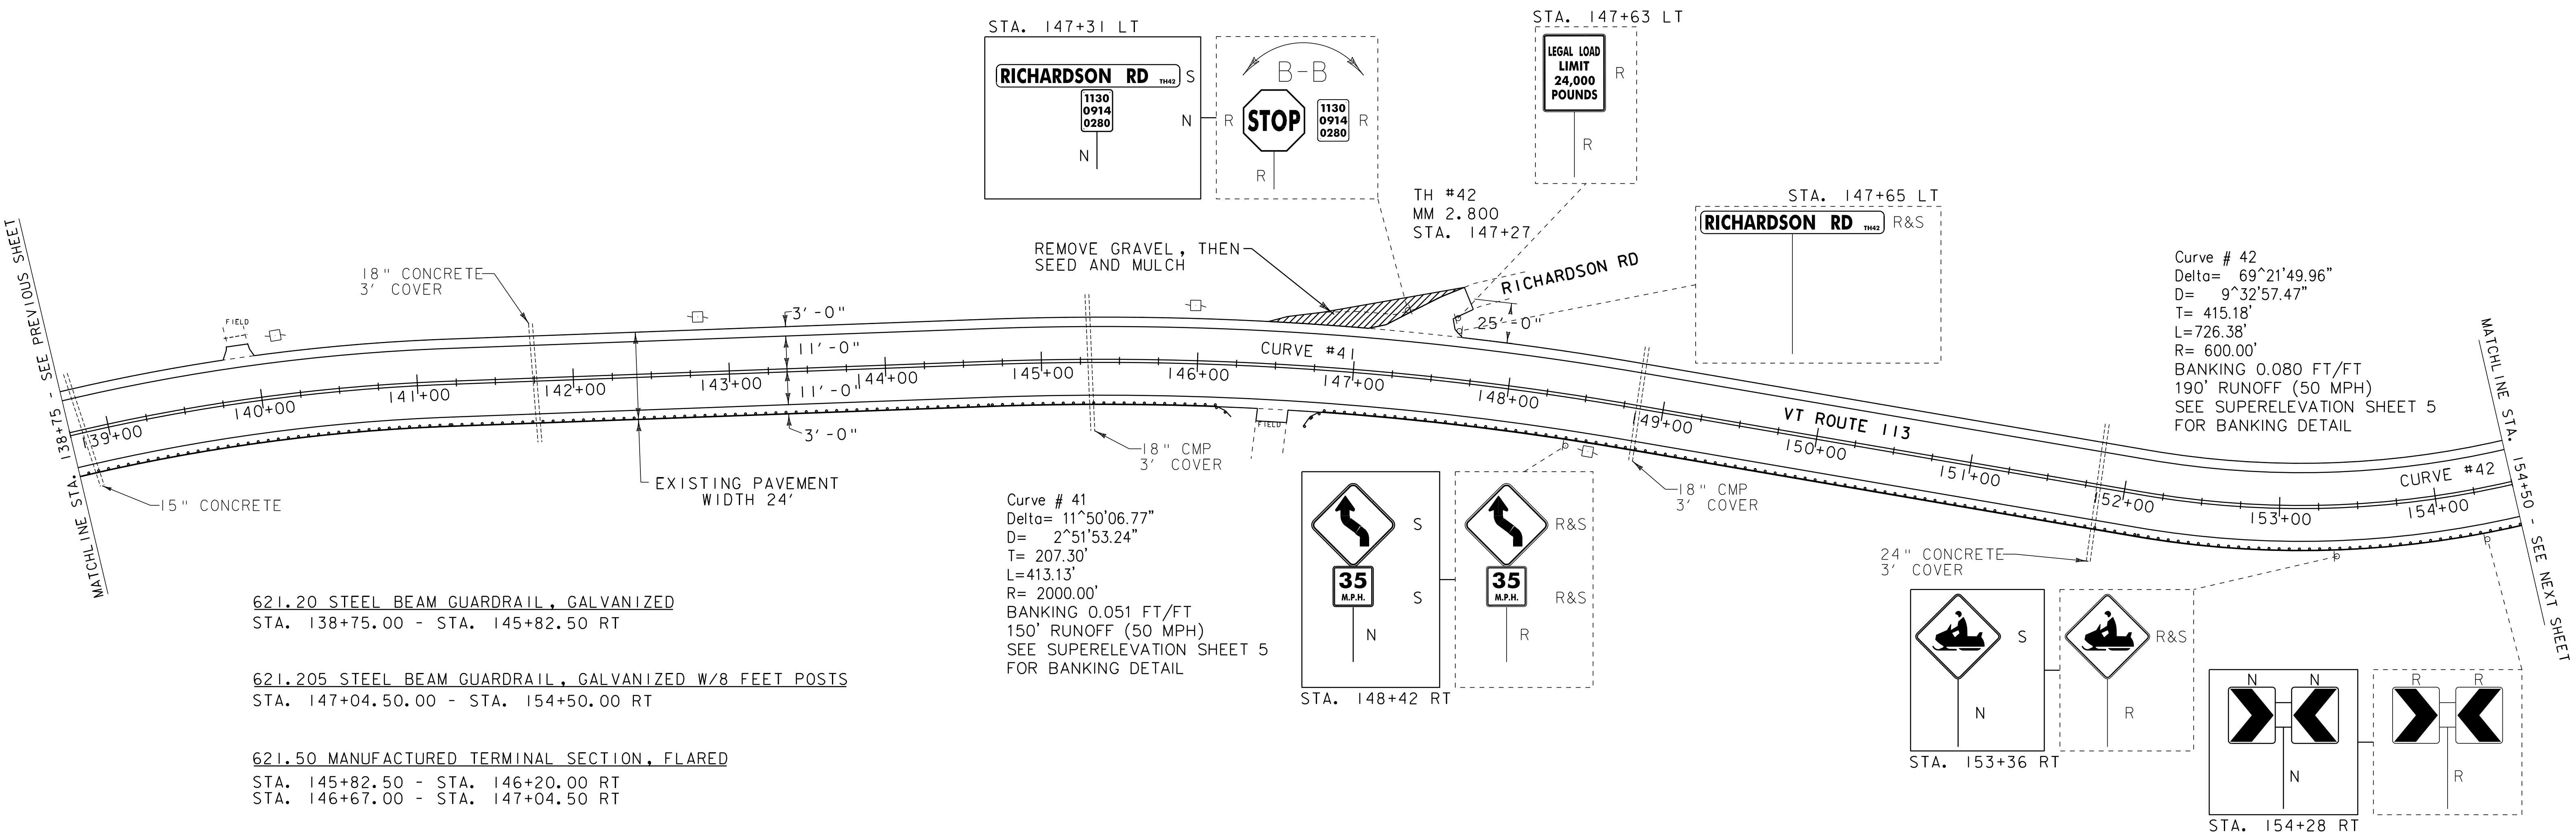 STA. 147+31 LT
RICHARDSON RD TH42 S
1130
0914
0280
N
N
B-B
R
STOP
1130
0914
0280
R
R
STA. 147+63 LT
LEGAL LOAD
LIMIT
24,000
POUNDS
R
R
TH #42
MM 2.800
STA. 147+27
STA. 147+65 LT
RICHARDSON RD TH42 R&S
REMOVE GRAVEL, THEN
SEED AND MULCH
RICHARDSON RD
25'-0"
Curve # 42
Delta= 69^21'49.96"
D= 9^32'57.47"
T= 415.18'
L=726.38'
R= 600.00'
BANKING 0.080 FT/FT
190' RUNOFF (50 MPH)
SEE SUPERELEVATION SHEET 5
FOR BANKING DETAIL
MATCHLINE STA. 138+75 - SEE PREVIOUS SHEET
18" CONCRETE
3' COVER
FIELD
3'-0"
11'-0"
11'-0"
3'-0"
CURVE #41
139+00
140+00
141+00
142+00
143+00
144+00
145+00
146+00
147+00
148+00
149+00
150+00
151+00
152+00
153+00
154+00
VT ROUTE 113
CURVE #42
MATCHLINE STA. 154+50 - SEE NEXT SHEET
15" CONCRETE
EXISTING PAVEMENT
WIDTH 24'
18" CMP
3' COVER
FIELD
18" CMP
3' COVER
24" CONCRETE
3' COVER
Curve # 41
Delta= 11^50'06.77"
D= 2^51'53.24"
T= 207.30'
L=413.13'
R= 2000.00'
BANKING 0.051 FT/FT
150' RUNOFF (50 MPH)
SEE SUPERELEVATION SHEET 5
FOR BANKING DETAIL
S
35
M.P.H.
S
N
R&S
35
M.P.H.
R&S
R
STA. 148+42 RT
S
N
R&S
R
STA. 153+36 RT
N N
N
R R
R
STA. 154+28 RT
621.20 STEEL BEAM GUARDRAIL, GALVANIZED
STA. 138+75.00 - STA. 145+82.50 RT
621.205 STEEL BEAM GUARDRAIL, GALVANIZED W/8 FEET POSTS
STA. 147+04.50.00 - STA. 154+50.00 RT
621.50 MANUFACTURED TERMINAL SECTION, FLARED
STA. 145+82.50 - STA. 146+20.00 RT
STA. 146+67.00 - STA. 147+04.50 RT